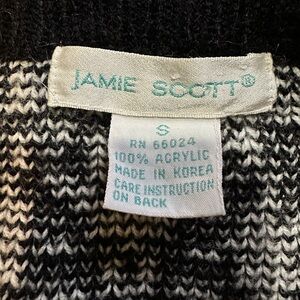 JAMIE SCOTT®
S
RN 66024
100% ACRYLIC
MADE IN KOREA
CARE INSTRUCTION
ON BACK